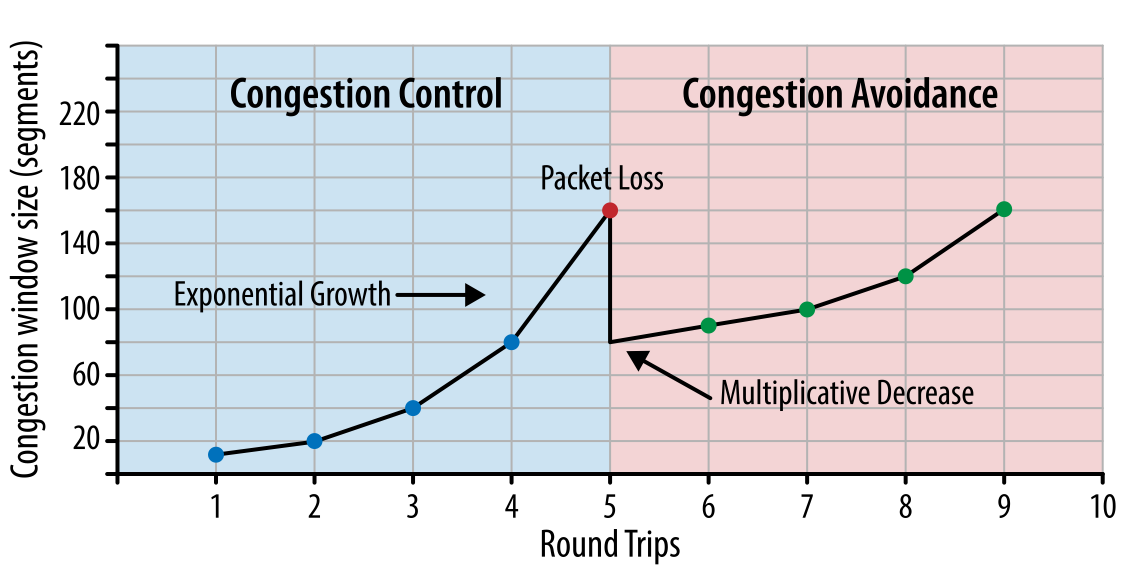 Congestion window size (segments)
Congestion Control
Congestion Avoidance
220
180
Packet Loss
140
Exponential Growth
100
60
Multiplicative Decrease
20
1 2 3 4 5 6 7 8 9 10
Round Trips